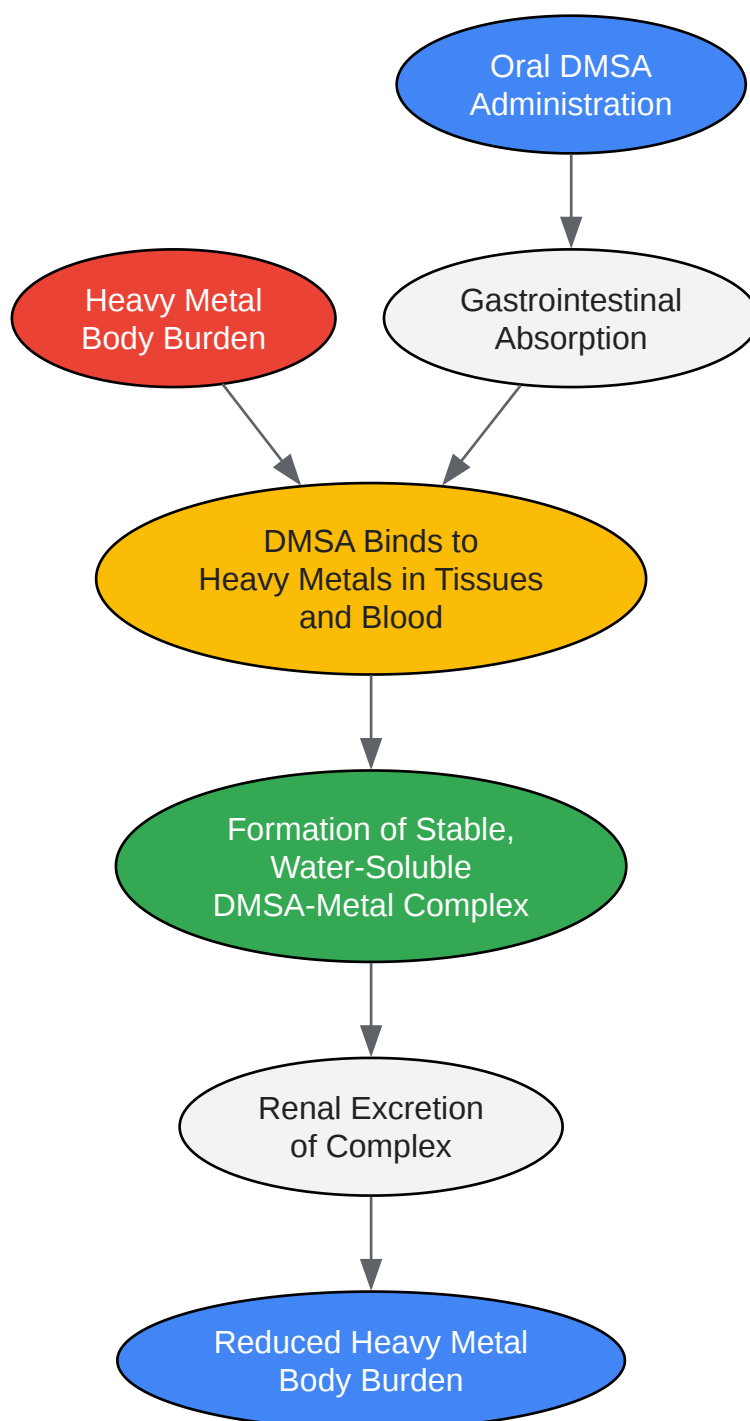 Oral DMSA
Administration
Heavy Metal
Body Burden
Gastrointestinal
Absorption
DMSA Binds to
Heavy Metals in Tissues
and Blood
Formation of Stable,
Water-Soluble
DMSA-Metal Complex
Renal Excretion
of Complex
Reduced Heavy Metal
Body Burden